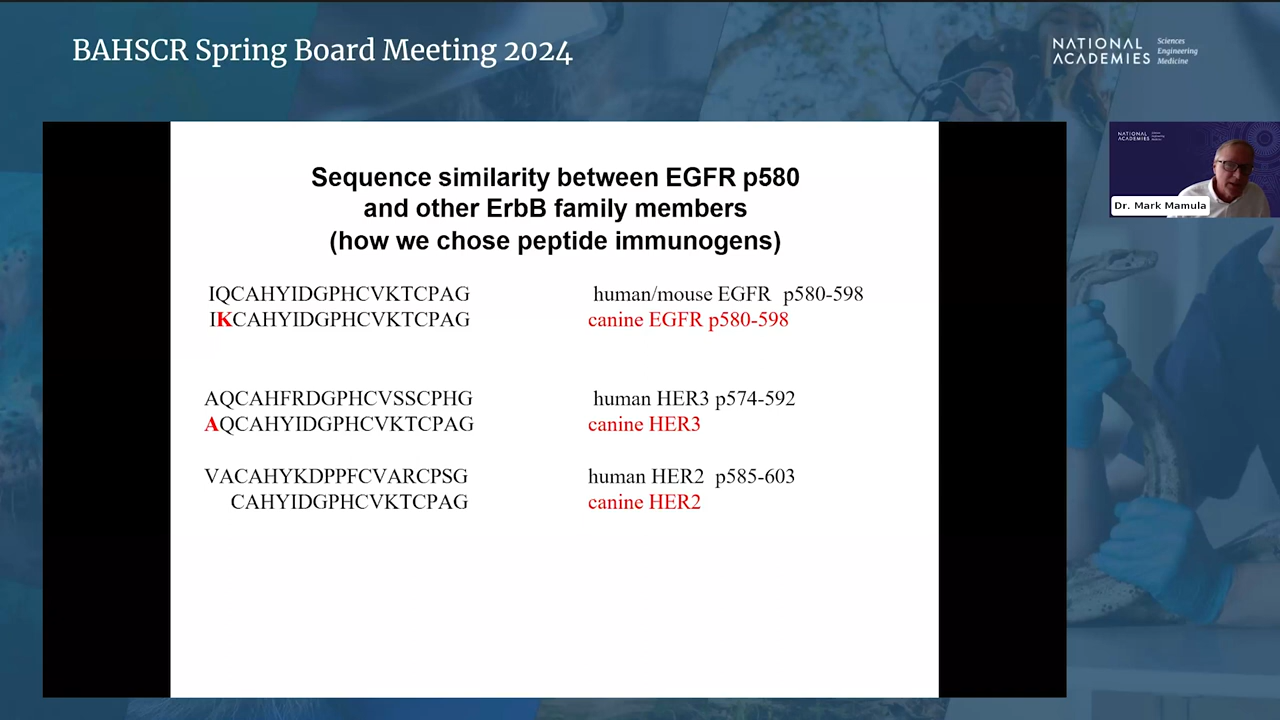 BAHSCR Spring Board Meeting 2024
NATIONAL ACADEMIES
Sciences
Engineering
Medicine
Sequence similarity between EGFR p580
and other ErbB family members
(how we chose peptide immunogens)
IQCAHYIDGPHCVKTCPAG human/mouse EGFR p580-598
IKCAHYIDGPHCVKTCPAG canine EGFR p580-598
AQCAHFRDGPHCVSSCPHG human HER3 p574-592
AQCAHYIDGPHCVKTCPAG canine HER3
VACAHYKDPPFCVARCPSG human HER2 p585-603
CAHYIDGPHCVKTCPAG canine HER2
NATIONAL
ACADEMIES
Dr. Mark Mamula